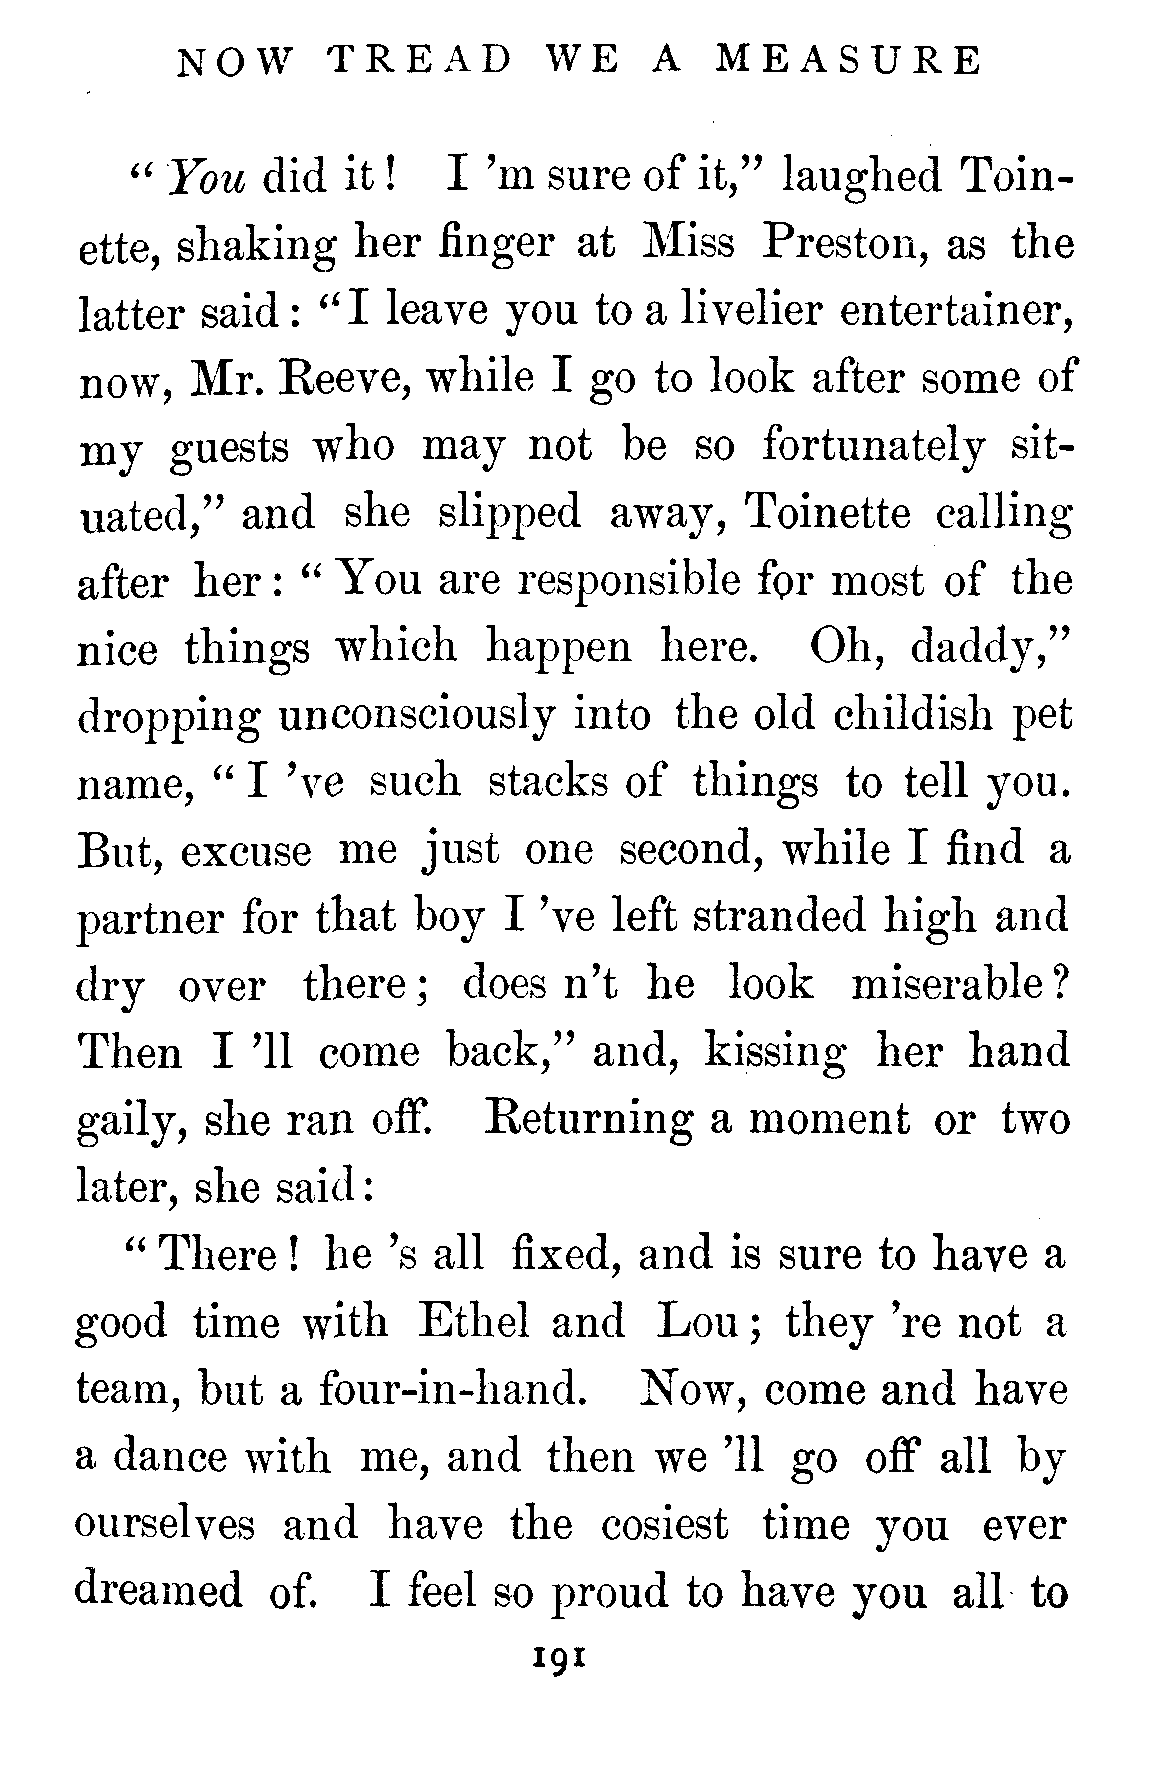 NOW TREAD WE A MEASURE
“ You did it ! I ’m sure of it,” laughed Toin-
ette, shaking her finger at Miss Preston, as the
latter said : “ I leave you to a livelier entertainer,
now, Mr. Reeve, while I go to look after some of
my guests who may not be so fortunately sit-
uated,” and she slipped away, Toinette calling
after her : “ You are responsible for most of the
nice things which happen here. Oh, daddy,”
dropping unconsciously into the old childish pet
name, “ I ’ve such stacks of things to tell you.
But, excuse me just one second, while I find a
partner for that boy I ’ve left stranded high and
dry over there ; does n’t he look miserable ?
Then I ’ll come back,” and, kissing her hand
gaily, she ran off. Returning a moment or two
later, she said :
“ There ! he ’s all fixed, and is sure to have a
good time with Ethel and Lou ; they ’re not a
team, but a four-in-hand. Now, come and have
a dance with me, and then we ’ll go off all by
ourselves and have the cosiest time you ever
dreamed of. I feel so proud to have you all to
191